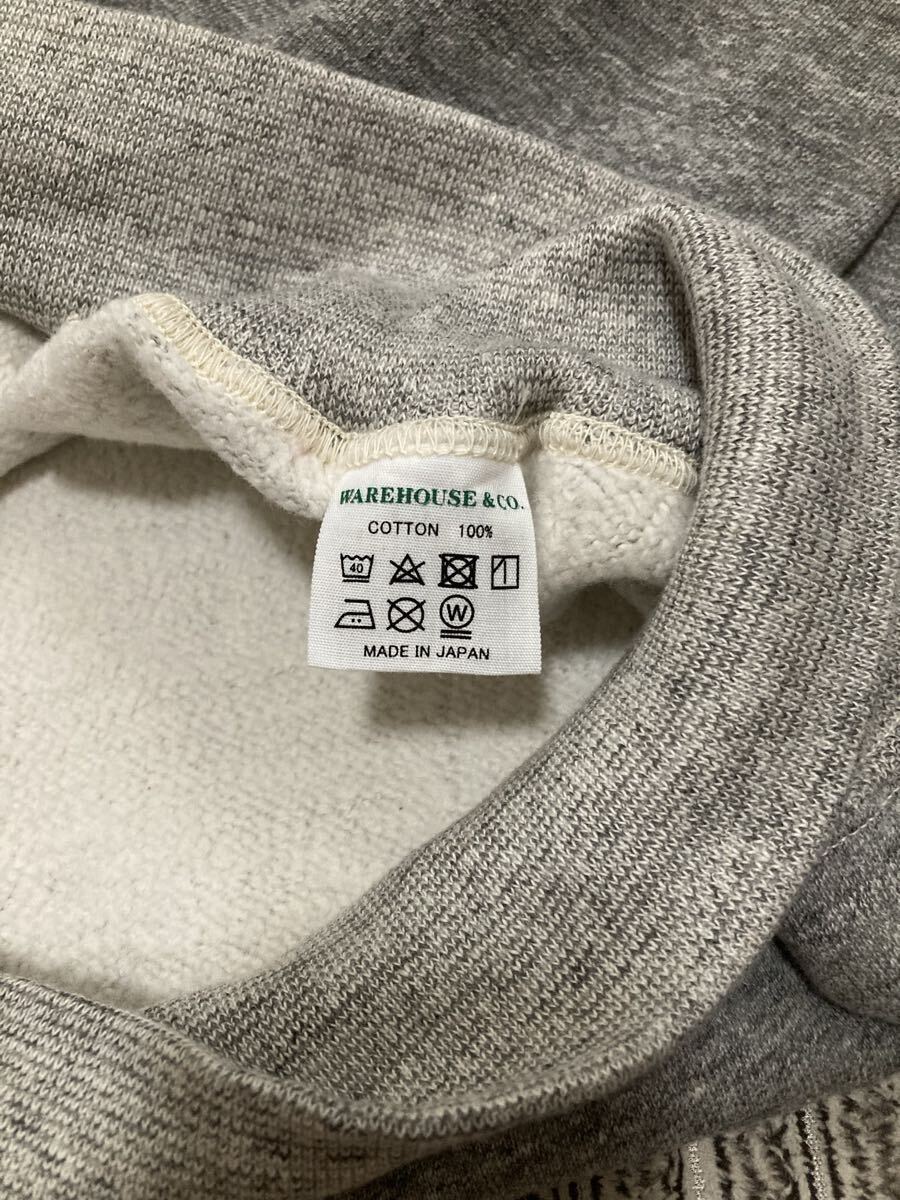 WAREHOUSE & CO.
COTTON 100%
40
W
MADE IN JAPAN